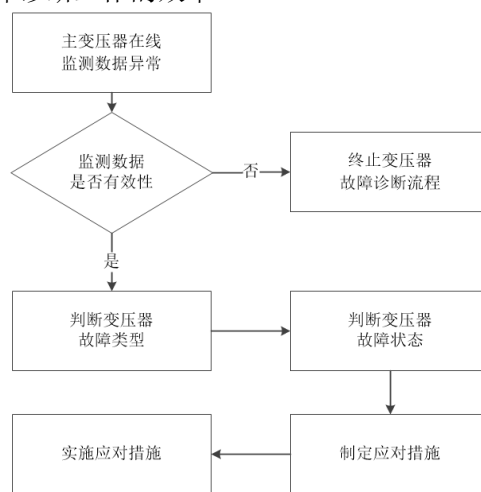 主变压器在线
监测数据异常
监测数据
是否有效性
否
终止变压器
故障诊断流程
是
判断变压器
故障类型
判断变压器
故障状态
实施应对措施
制定应对措施